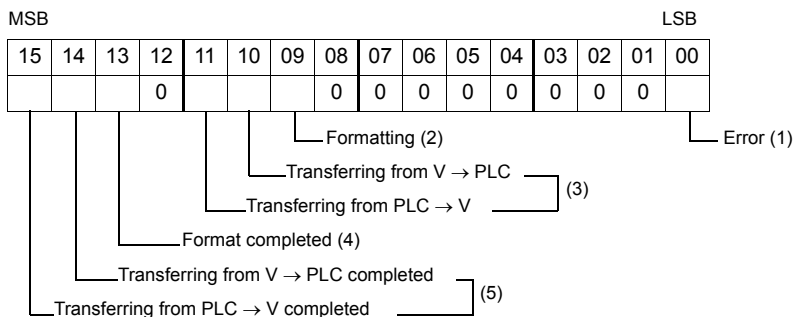 MSB LSB
15 14 13 12 11 10 09 08 07 06 05 04 03 02 01 00
0 0 0 0 0 0 0 0 0
Formatting (2) Error (1)
Transferring from V → PLC
(3)
Transferring from PLC → V
Format completed (4)
Transferring from V → PLC completed
(5)
Transferring from PLC → V completed